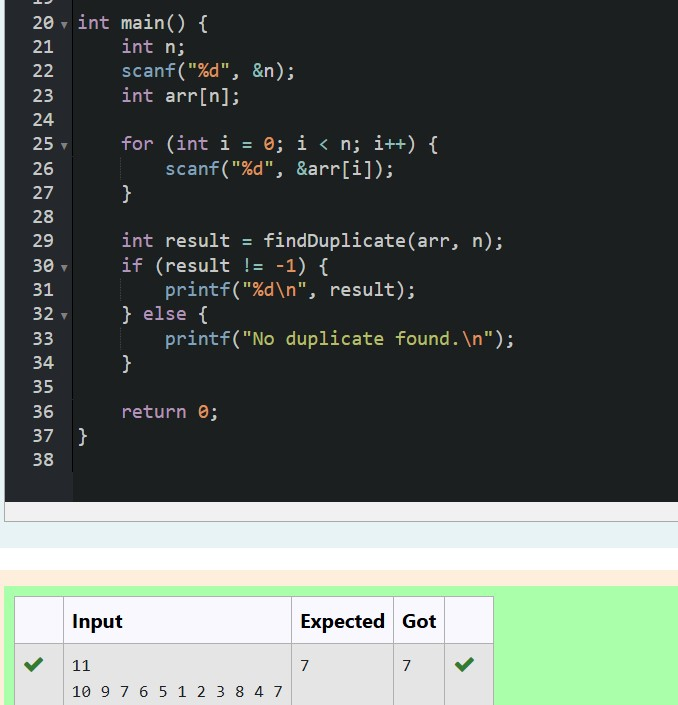 20 int main() {
21 int n;
22 scanf("%d", &n);
23 int arr[n];
24
25 for (int i = 0; i < n; i++) {
26 scanf("%d", &arr[i]);
27 }
28
29 int result = findDuplicate(arr, n);
30 if (result != -1) {
31 printf("%d\n", result);
32 } else {
33 printf("No duplicate found.\n");
34 }
35
36 return 0;
37 }
38
Input Expected Got
11 7 7
10 9 7 6 5 1 2 3 8 4 7